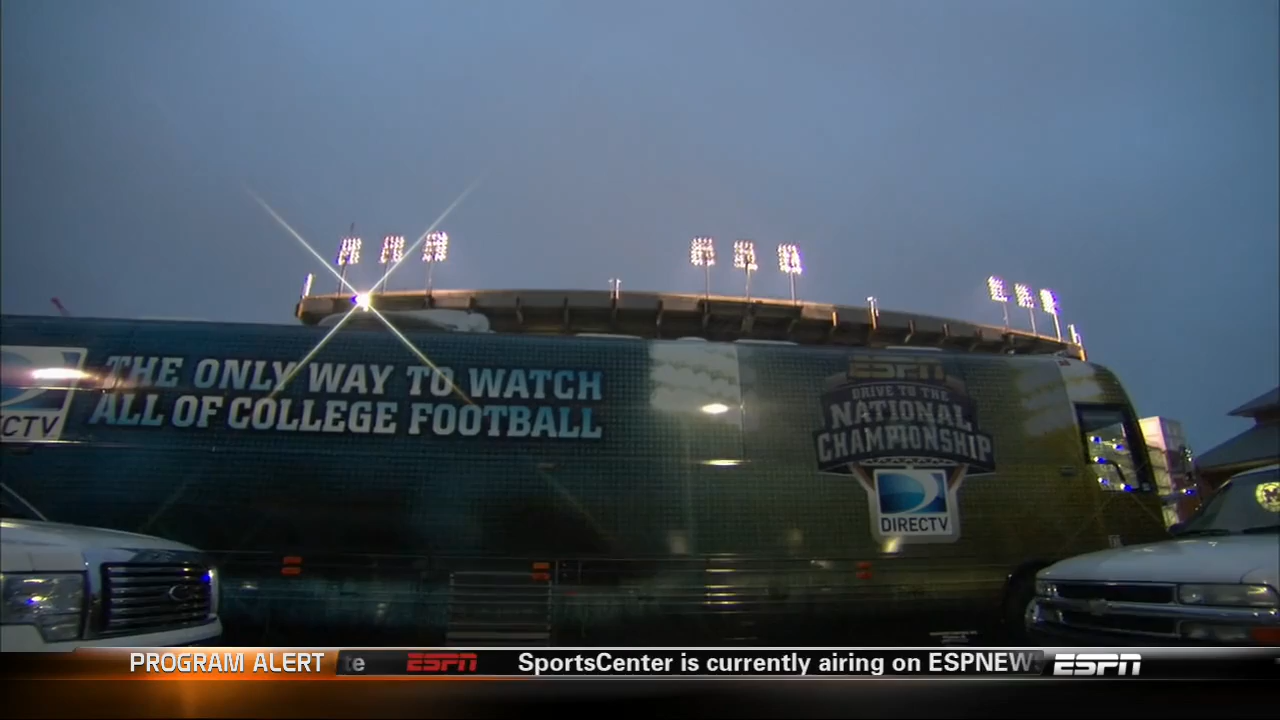 THE ONLY WAY TO WATCH
ALL OF COLLEGE FOOTBALL
CTV
ESPN
DRIVE TO THE
NATIONAL
CHAMPIONSHIP
DIRECTV
PROGRAM ALERT te ESPN SportsCenter is currently airing on ESPNEWS ESPN